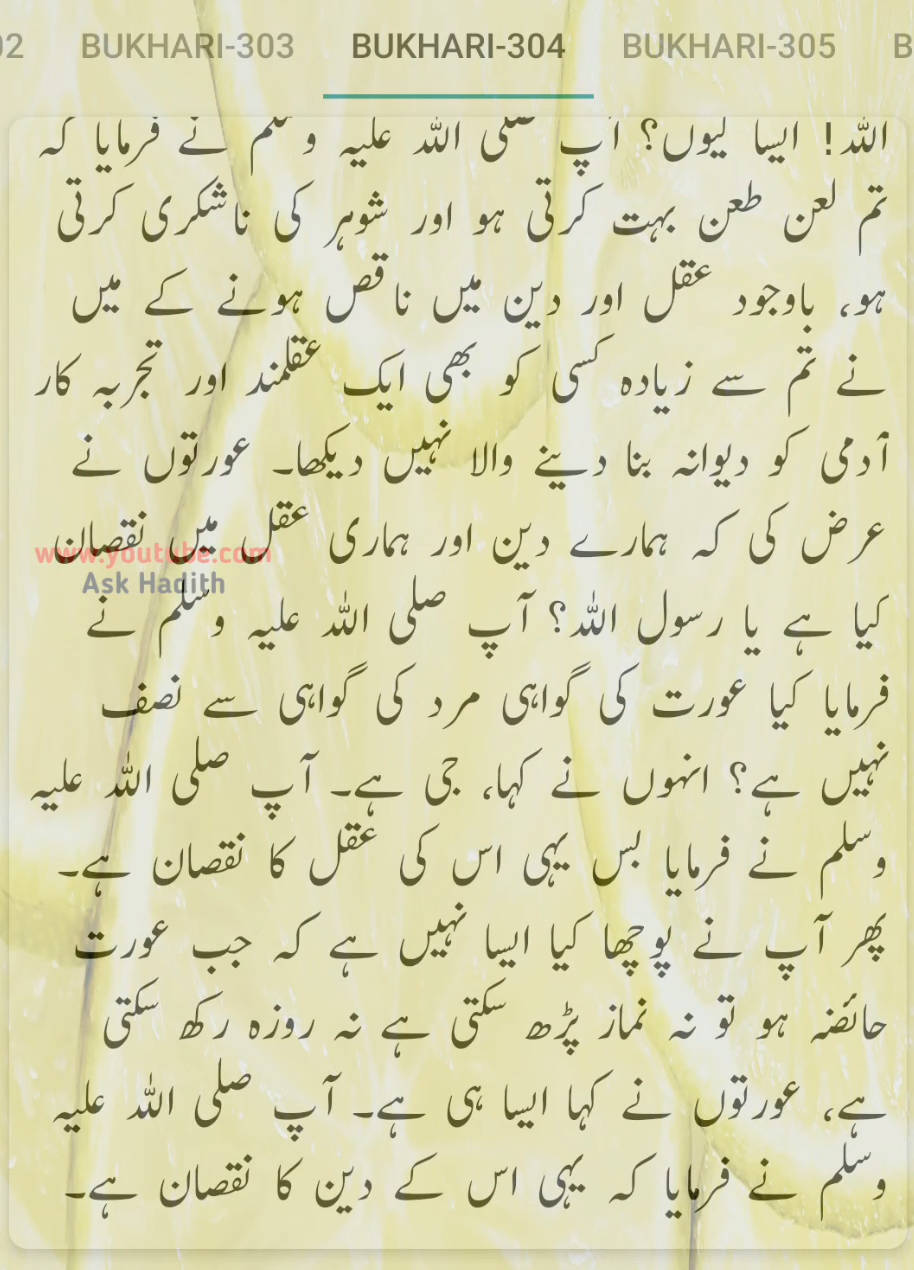 BUKHARI-303 BUKHARI-304 BUKHARI-305
اللہ! ایسا کیوں؟ آپ صلی اللہ علیہ و سلم نے فرمایا کہ
تم لعن طعن بہت کرتی ہو اور شوہر کی ناشکری کرتی
ہو، باوجود عقل اور دین میں ناقص ہونے کے میں
نے تم سے زیادہ کسی کو بھی ایک عقلمند اور تجربہ کار
آدمی کو دیوانہ بنا دینے والا نہیں دیکھا۔ عورتوں نے
عرض کی کہ ہمارے دین اور ہماری عقل میں نقصان
www.youtube.com
Ask Hadith
کیا ہے یا رسول اللہ؟ آپ صلی اللہ علیہ وسلم نے
فرمایا کیا عورت کی گواہی مرد کی گواہی سے نصف
نہیں ہے؟ انہوں نے کہا، جی ہے۔ آپ صلی اللہ علیہ
وسلم نے فرمایا بس یہی اس کی عقل کا نقصان ہے۔
پھر آپ نے پوچھا کیا ایسا نہیں ہے کہ جب عورت
حائضہ ہو تو نہ نماز پڑھ سکتی ہے نہ روزہ رکھ سکتی
ہے، عورتوں نے کہا ایسا ہی ہے۔ آپ صلی اللہ علیہ
وسلم نے فرمایا کہ یہی اس کے دین کا نقصان ہے۔